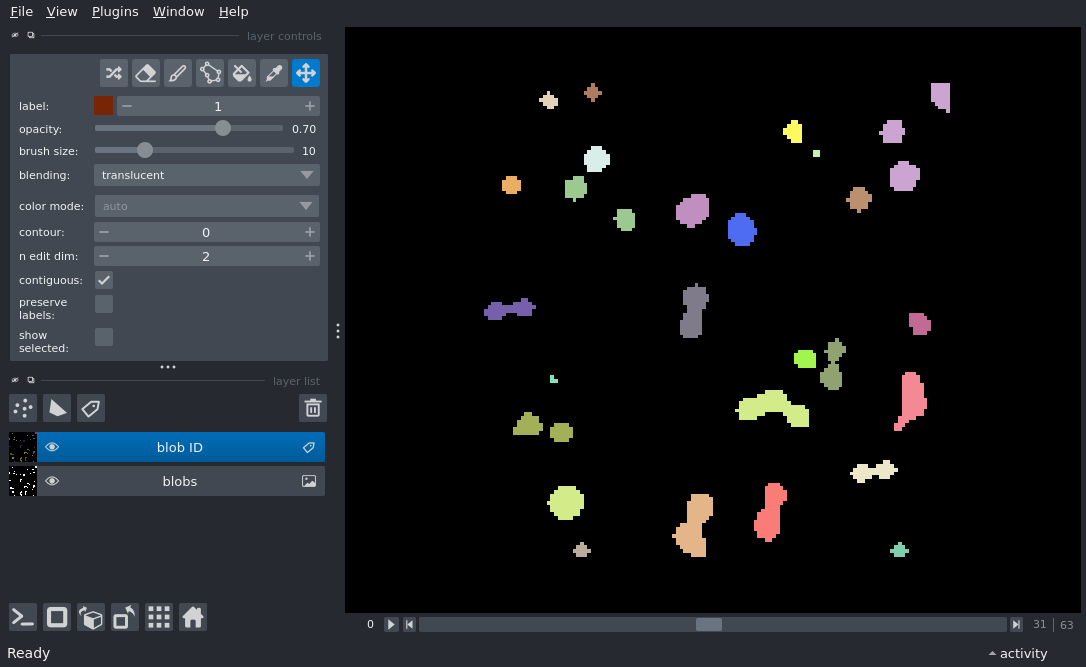 File View Plugins Window Help
layer controls
label: 1
opacity: 0.70
brush size: 10
blending: translucent
color mode: auto
contour: 0
n edit dim: 2
contiguous:
preserve
labels:
show
selected:
layer list
blob ID
blobs
0 31 63
Ready activity